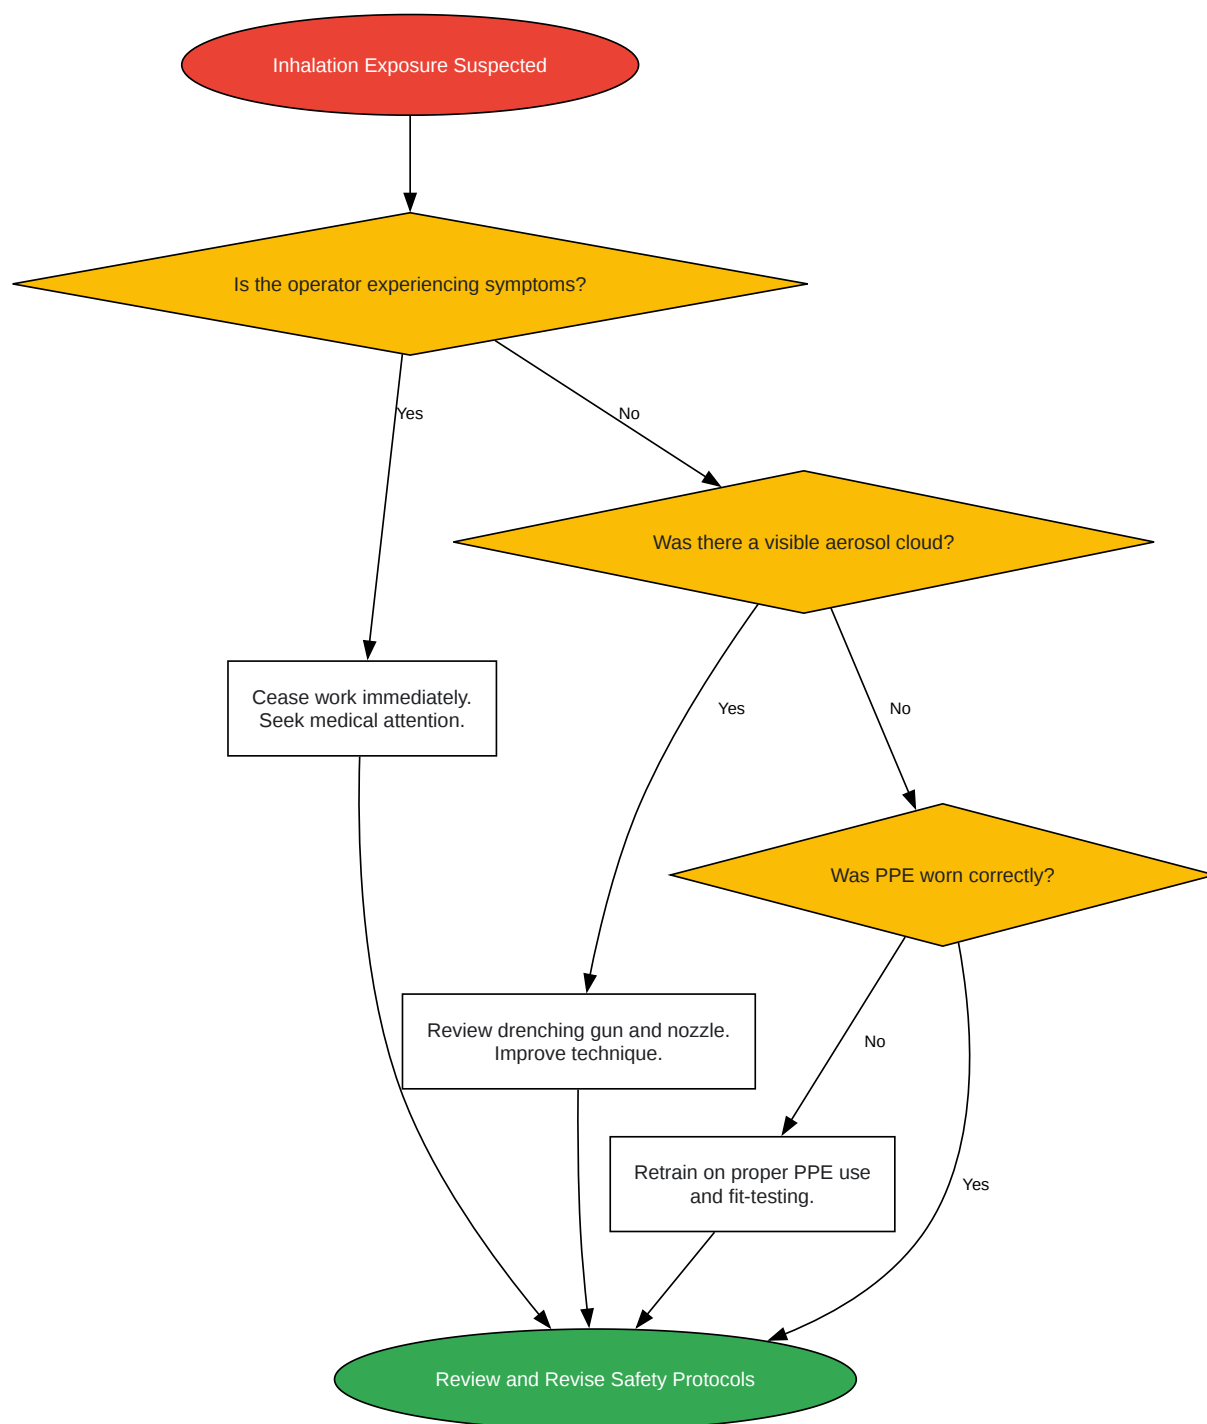 Inhalation Exposure Suspected
Is the operator experiencing symptoms?
Yes
No
Was there a visible aerosol cloud?
Cease work immediately.
Seek medical attention.
Yes
No
Was PPE worn correctly?
Review drenching gun and nozzle.
Improve technique.
No
Retrain on proper PPE use
and fit-testing.
Yes
Review and Revise Safety Protocols